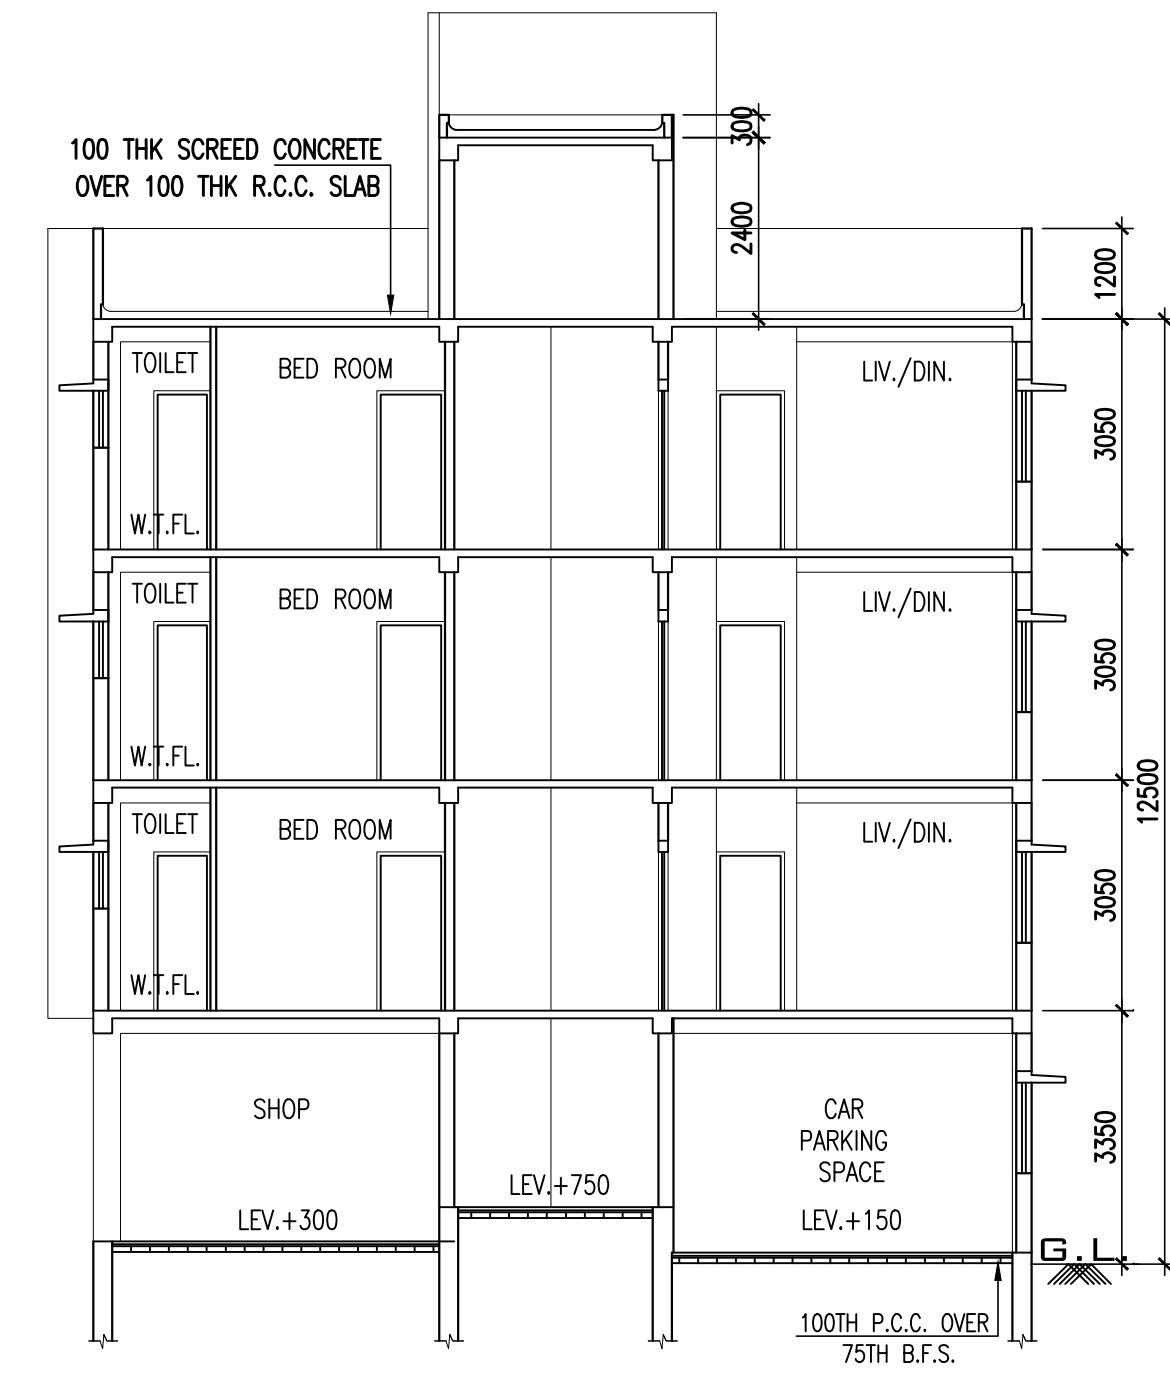 300
100 THK SCREED CONCRETE
OVER 100 THK R.C.C. SLAB
2400
1200
TOILET
BED ROOM
LIV./DIN.
3050
W.T.FL.
TOILET
BED ROOM
LIV./DIN.
3050
W.T.FL.
12500
TOILET
BED ROOM
LIV./DIN.
3050
W.T.FL.
SHOP
CAR
PARKING
SPACE
3350
LEV.+750
LEV.+300
LEV.+150
G.L.
100TH P.C.C. OVER
75TH B.F.S.